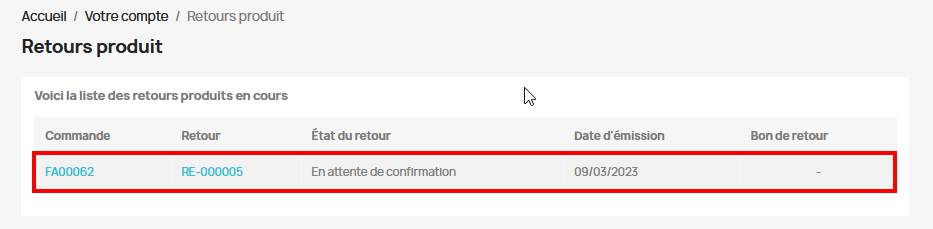 Accueil / Votre compte / Retours produit
Retours produit
Voici la liste des retours produits en cours
Commande Retour État du retour Date d'émission Bon de retour
FA00062 RE-000005 En attente de confirmation 09/03/2023 -